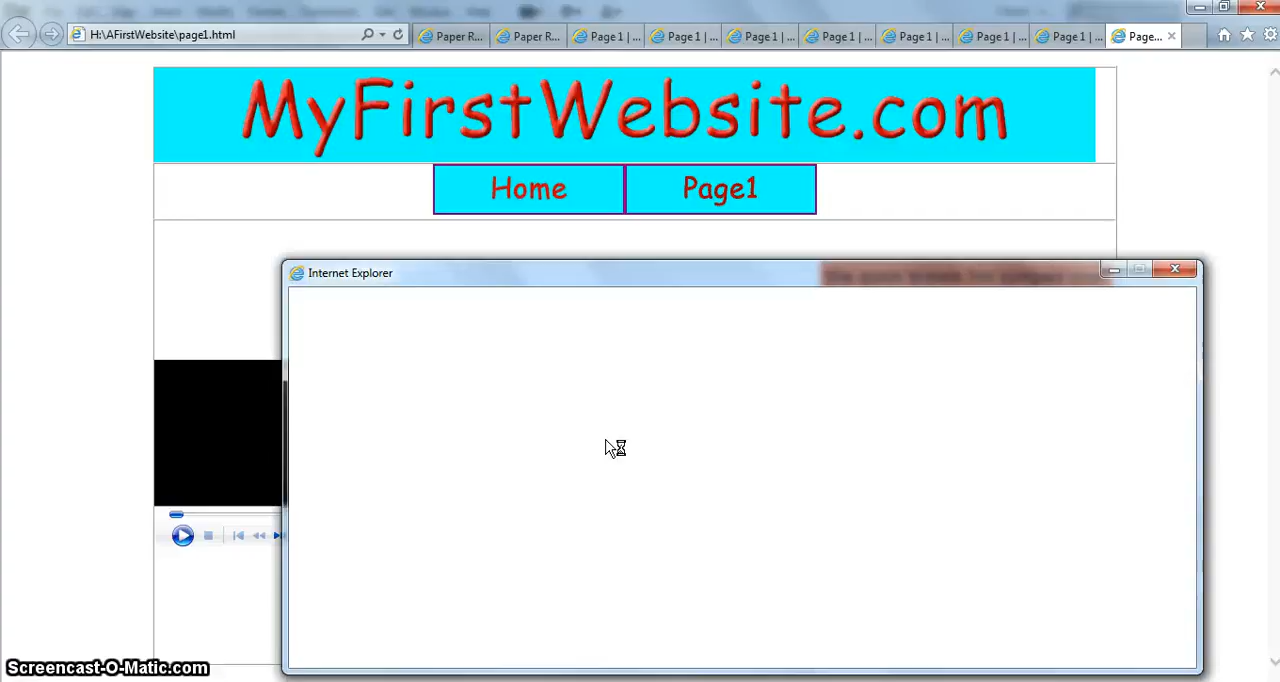 H:\AFirstWebsite\page1.html
Paper R...
Paper R...
Page 1 | ...
Page 1 | ...
Page 1 | ...
Page 1 | ...
Page 1 | ...
Page 1 | ...
Page 1 | ...
Page...
MyFirstWebsite.com
Home
Page1
Internet Explorer
Screencast-O-Matic.com